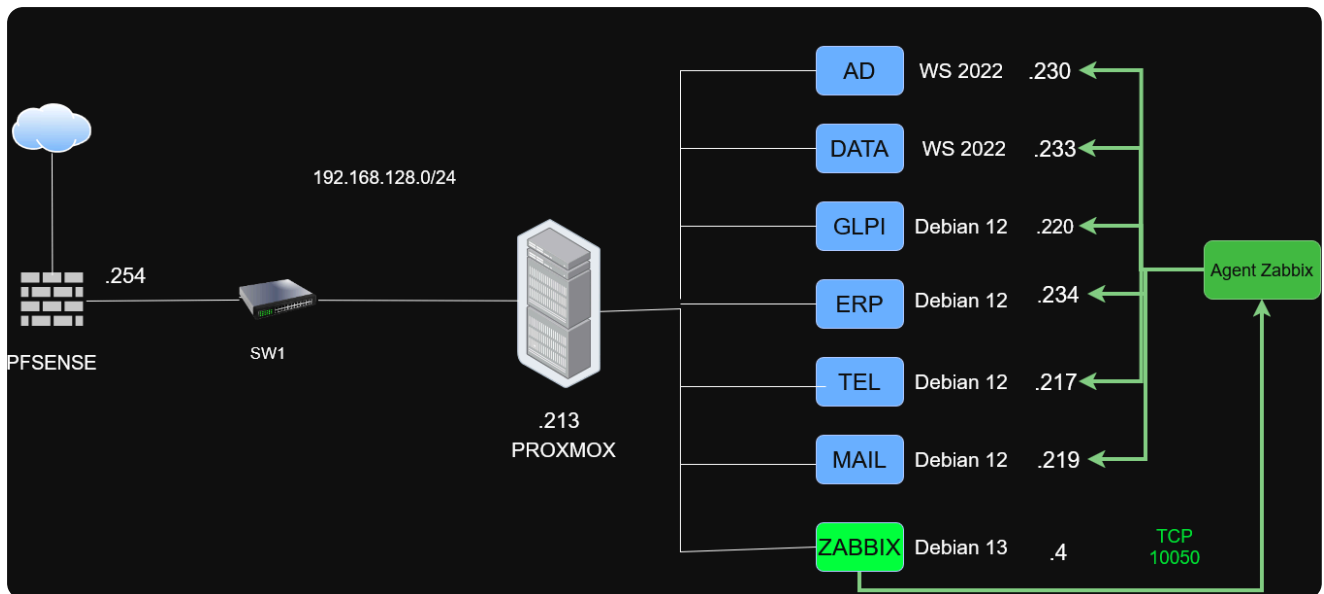 AD WS 2022 .230
DATA WS 2022 .233
192.168.128.0/24
GLPI Debian 12 .220
Agent Zabbix
.254
ERP Debian 12 .234
SW1
PFSENSE
TEL Debian 12 .217
.213
PROXMOX
MAIL Debian 12 .219
ZABBIX Debian 13 .4
TCP
10050